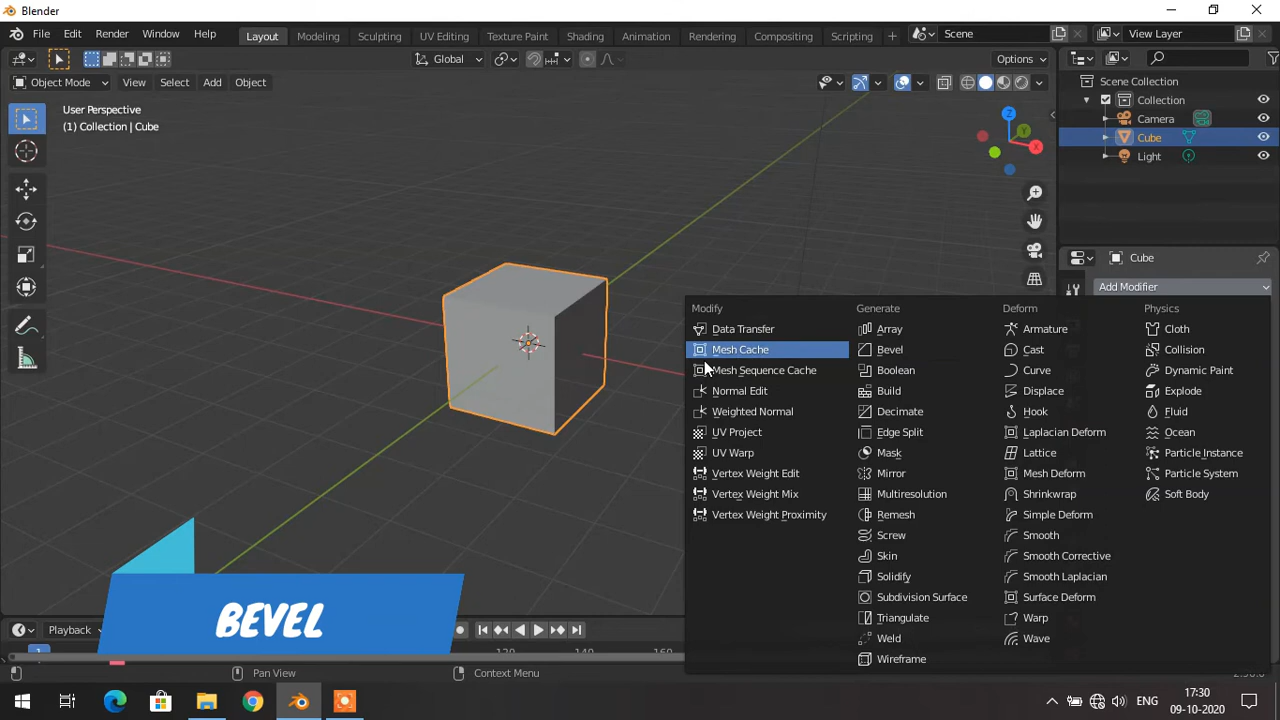 Blender
File Edit Render Window Help Layout Modeling Sculpting UV Editing Texture Paint Shading Animation Rendering Compositing Scripting + Scene View Layer
Global Options
Object Mode View Select Add Object
Scene Collection
Collection
Camera
Cube
Light
User Perspective
(1) Collection | Cube
Z
Y
X
Cube
Add Modifier
Modify Generate Deform Physics
Data Transfer Array Armature Cloth
Mesh Cache Bevel Cast Collision
Mesh Sequence Cache Boolean Curve Dynamic Paint
Normal Edit Build Displace Explode
Weighted Normal Decimate Hook Fluid
UV Project Edge Split Laplacian Deform Ocean
UV Warp Mask Lattice Particle Instance
Vertex Weight Edit Mirror Mesh Deform Particle System
Vertex Weight Mix Multiresolution Shrinkwrap Soft Body
Vertex Weight Proximity Remesh Simple Deform
Screw Smooth
Skin Smooth Corrective
Solidify Smooth Laplacian
Subdivision Surface Surface Deform
Triangulate Warp
Weld Wave
Wireframe
BEVEL
Playback
1 120 140 160
Pan View Context Menu
ENG 17:30
09-10-2020